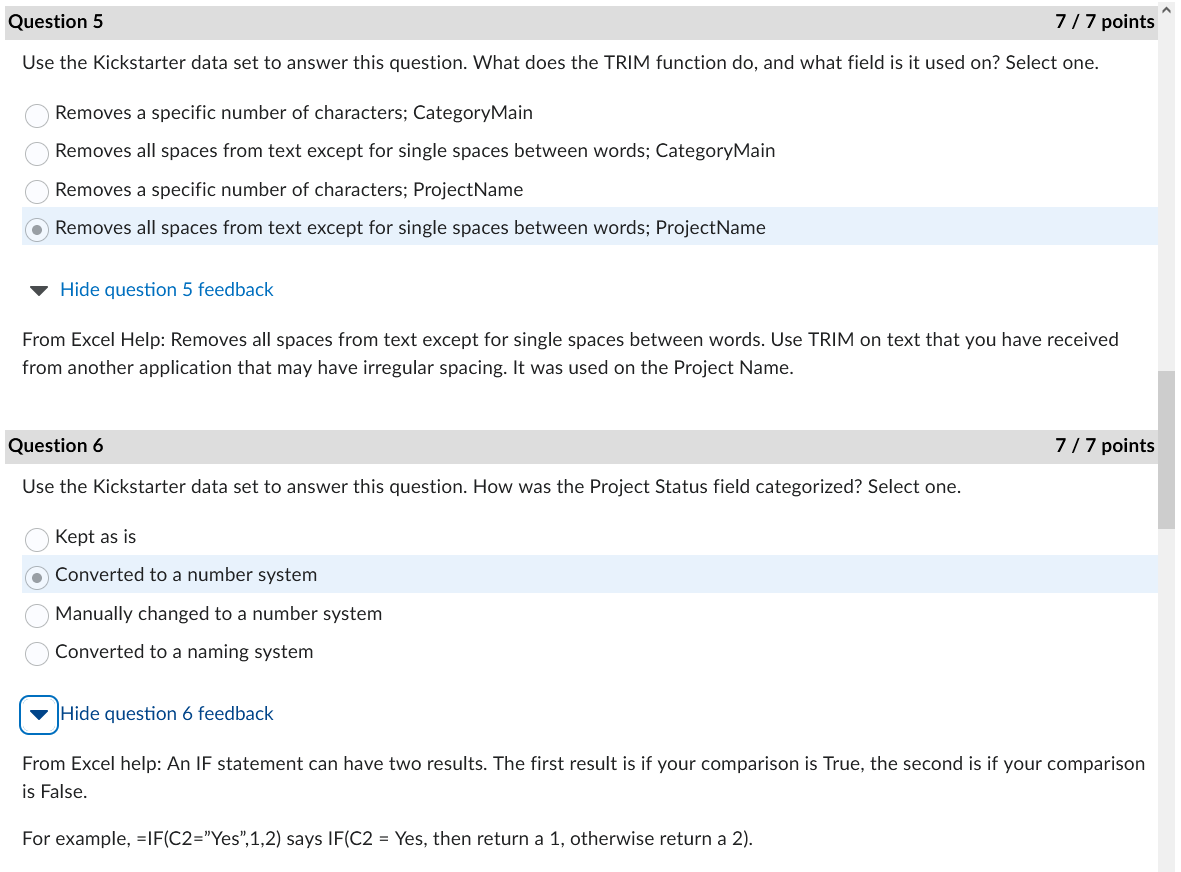 Question 5
7 / 7 points
Use the Kickstarter data set to answer this question. What does the TRIM function do, and what field is it used on? Select one.
Removes a specific number of characters; CategoryMain
Removes all spaces from text except for single spaces between words; CategoryMain
Removes a specific number of characters; ProjectName
Removes all spaces from text except for single spaces between words; ProjectName
Hide question 5 feedback
From Excel Help: Removes all spaces from text except for single spaces between words. Use TRIM on text that you have received
from another application that may have irregular spacing. It was used on the Project Name.
Question 6
7 / 7 points
Use the Kickstarter data set to answer this question. How was the Project Status field categorized? Select one.
Kept as is
Converted to a number system
Manually changed to a number system
Converted to a naming system
Hide question 6 feedback
From Excel help: An IF statement can have two results. The first result is if your comparison is True, the second is if your comparison
is False.
For example, =IF(C2=”Yes”,1,2) says IF(C2 = Yes, then return a 1, otherwise return a 2).